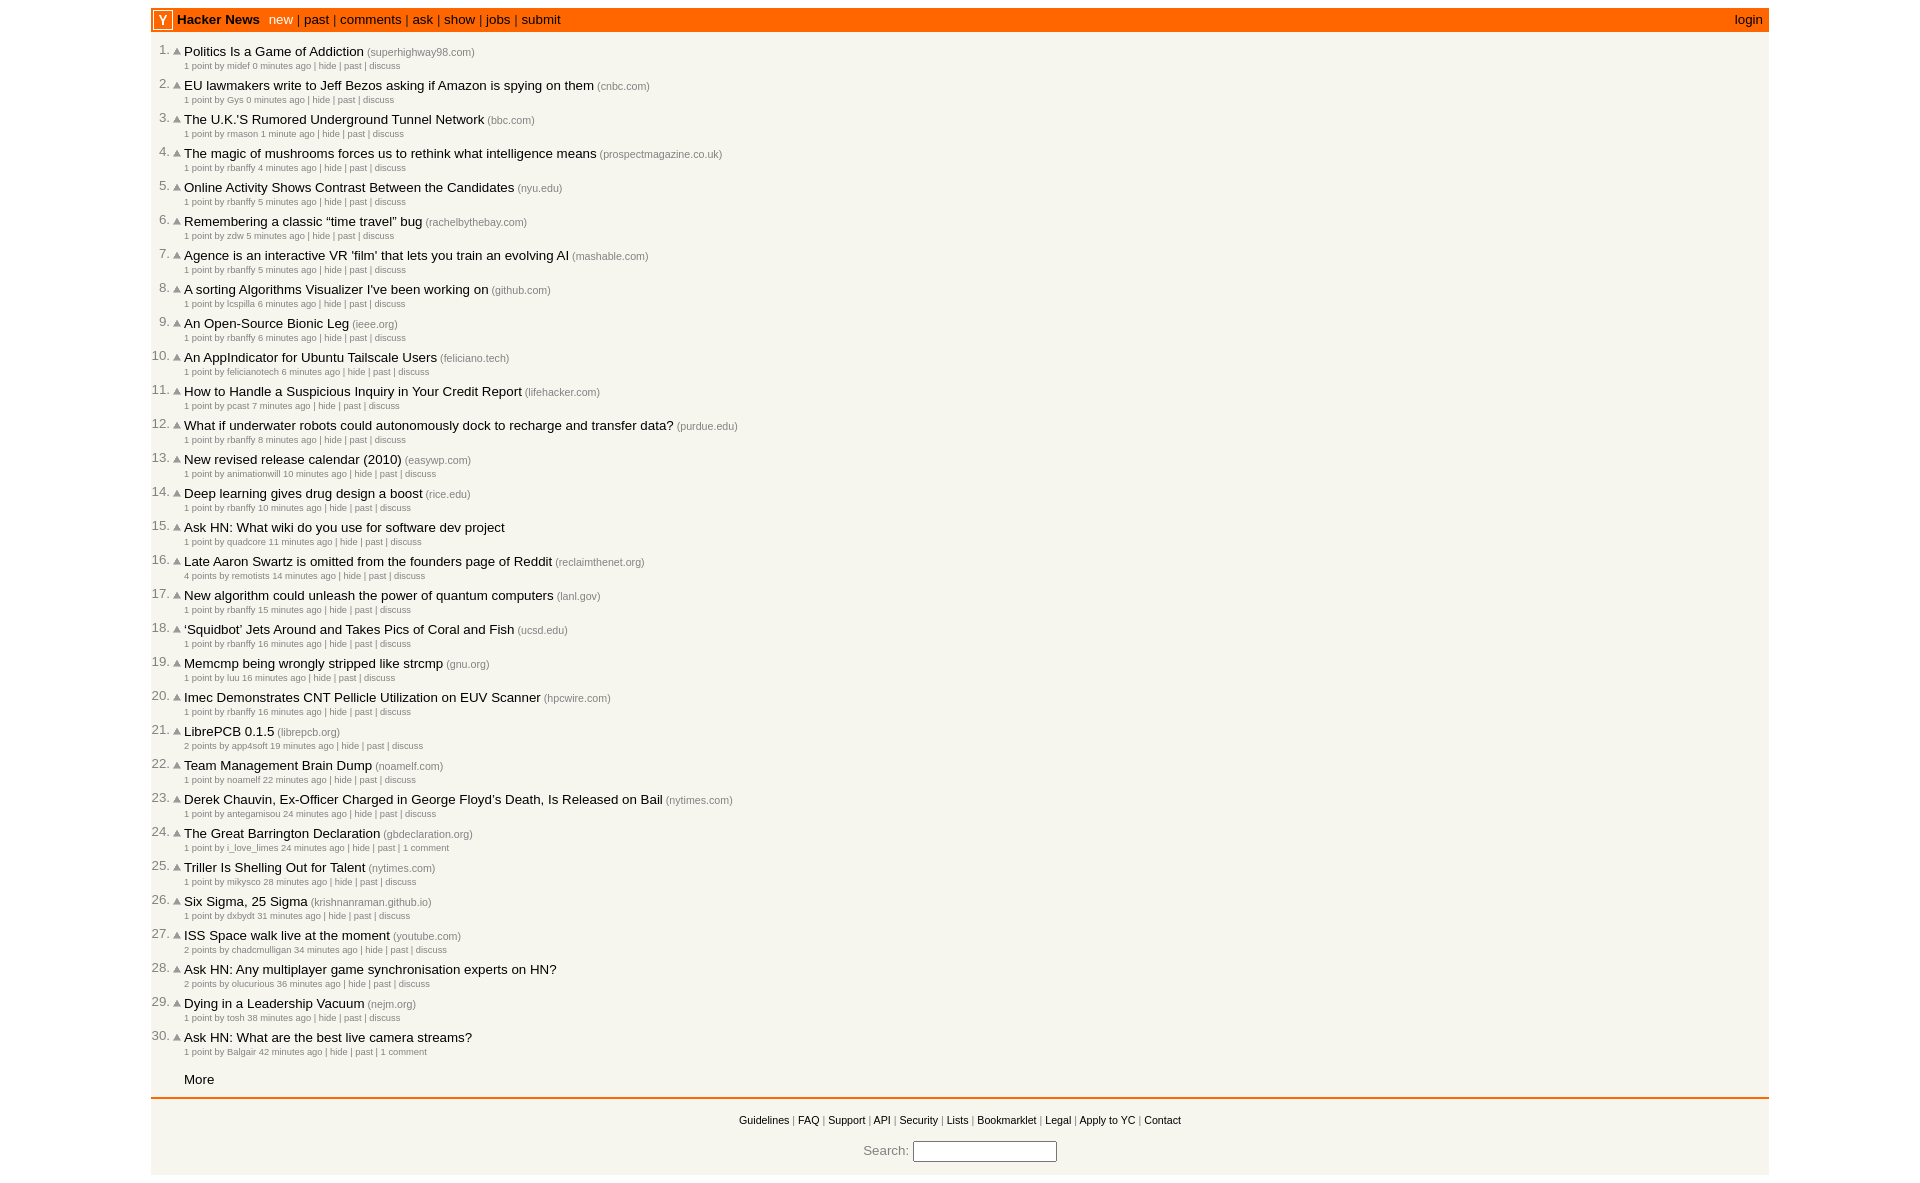 Y Hacker News new | past | comments | ask | show | jobs | submit login
1. Politics Is a Game of Addiction (superhighway98.com)
1 point by midef 0 minutes ago | hide | past | discuss
2. EU lawmakers write to Jeff Bezos asking if Amazon is spying on them (cnbc.com)
1 point by Gys 0 minutes ago | hide | past | discuss
3. The U.K.'S Rumored Underground Tunnel Network (bbc.com)
1 point by rmason 1 minute ago | hide | past | discuss
4. The magic of mushrooms forces us to rethink what intelligence means (prospectmagazine.co.uk)
1 point by rbanffy 4 minutes ago | hide | past | discuss
5. Online Activity Shows Contrast Between the Candidates (nyu.edu)
1 point by rbanffy 5 minutes ago | hide | past | discuss
6. Remembering a classic “time travel” bug (rachelbythebay.com)
1 point by zdw 5 minutes ago | hide | past | discuss
7. Agence is an interactive VR 'film' that lets you train an evolving AI (mashable.com)
1 point by rbanffy 5 minutes ago | hide | past | discuss
8. A sorting Algorithms Visualizer I've been working on (github.com)
1 point by lcspilla 6 minutes ago | hide | past | discuss
9. An Open-Source Bionic Leg (ieee.org)
1 point by rbanffy 6 minutes ago | hide | past | discuss
10. An AppIndicator for Ubuntu Tailscale Users (feliciano.tech)
1 point by felicianotech 6 minutes ago | hide | past | discuss
11. How to Handle a Suspicious Inquiry in Your Credit Report (lifehacker.com)
1 point by pcast 7 minutes ago | hide | past | discuss
12. What if underwater robots could autonomously dock to recharge and transfer data? (purdue.edu)
1 point by rbanffy 8 minutes ago | hide | past | discuss
13. New revised release calendar (2010) (easywp.com)
1 point by animationwill 10 minutes ago | hide | past | discuss
14. Deep learning gives drug design a boost (rice.edu)
1 point by rbanffy 10 minutes ago | hide | past | discuss
15. Ask HN: What wiki do you use for software dev project
1 point by quadcore 11 minutes ago | hide | past | discuss
16. Late Aaron Swartz is omitted from the founders page of Reddit (reclaimthenet.org)
4 points by remotists 14 minutes ago | hide | past | discuss
17. New algorithm could unleash the power of quantum computers (lanl.gov)
1 point by rbanffy 15 minutes ago | hide | past | discuss
18. ‘Squidbot’ Jets Around and Takes Pics of Coral and Fish (ucsd.edu)
1 point by rbanffy 16 minutes ago | hide | past | discuss
19. Memcmp being wrongly stripped like strcmp (gnu.org)
1 point by luu 16 minutes ago | hide | past | discuss
20. Imec Demonstrates CNT Pellicle Utilization on EUV Scanner (hpcwire.com)
1 point by rbanffy 16 minutes ago | hide | past | discuss
21. LibrePCB 0.1.5 (librepcb.org)
2 points by app4soft 19 minutes ago | hide | past | discuss
22. Team Management Brain Dump (noamelf.com)
1 point by noamelf 22 minutes ago | hide | past | discuss
23. Derek Chauvin, Ex-Officer Charged in George Floyd’s Death, Is Released on Bail (nytimes.com)
1 point by antegamisou 24 minutes ago | hide | past | discuss
24. The Great Barrington Declaration (gbdeclaration.org)
1 point by i_love_limes 24 minutes ago | hide | past | 1 comment
25. Triller Is Shelling Out for Talent (nytimes.com)
1 point by mikysco 28 minutes ago | hide | past | discuss
26. Six Sigma, 25 Sigma (krishnanraman.github.io)
1 point by dxbydt 31 minutes ago | hide | past | discuss
27. ISS Space walk live at the moment (youtube.com)
2 points by chadcmulligan 34 minutes ago | hide | past | discuss
28. Ask HN: Any multiplayer game synchronisation experts on HN?
2 points by olucurious 36 minutes ago | hide | past | discuss
29. Dying in a Leadership Vacuum (nejm.org)
1 point by tosh 38 minutes ago | hide | past | discuss
30. Ask HN: What are the best live camera streams?
1 point by Balgair 42 minutes ago | hide | past | 1 comment
More
Guidelines | FAQ | Support | API | Security | Lists | Bookmarklet | Legal | Apply to YC | Contact
Search: